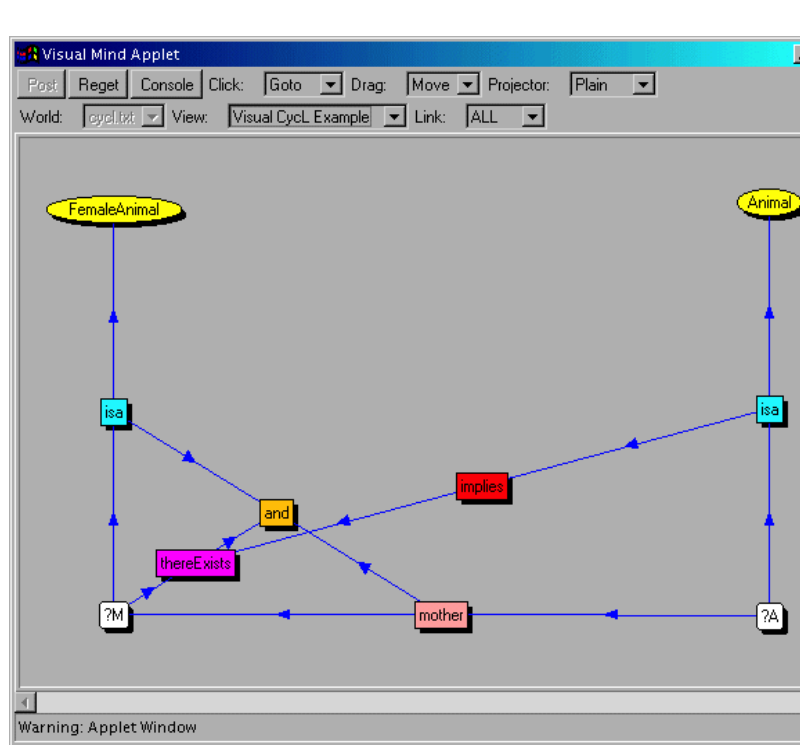 Visual Mind Applet
Post Reget Console Click: Goto Drag: Move Projector: Plain
World: cycl.txt View: Visual CycL Example Link: ALL
FemaleAnimal Animal
isa isa
implies
and
thereExists
?M mother ?A
Warning: Applet Window